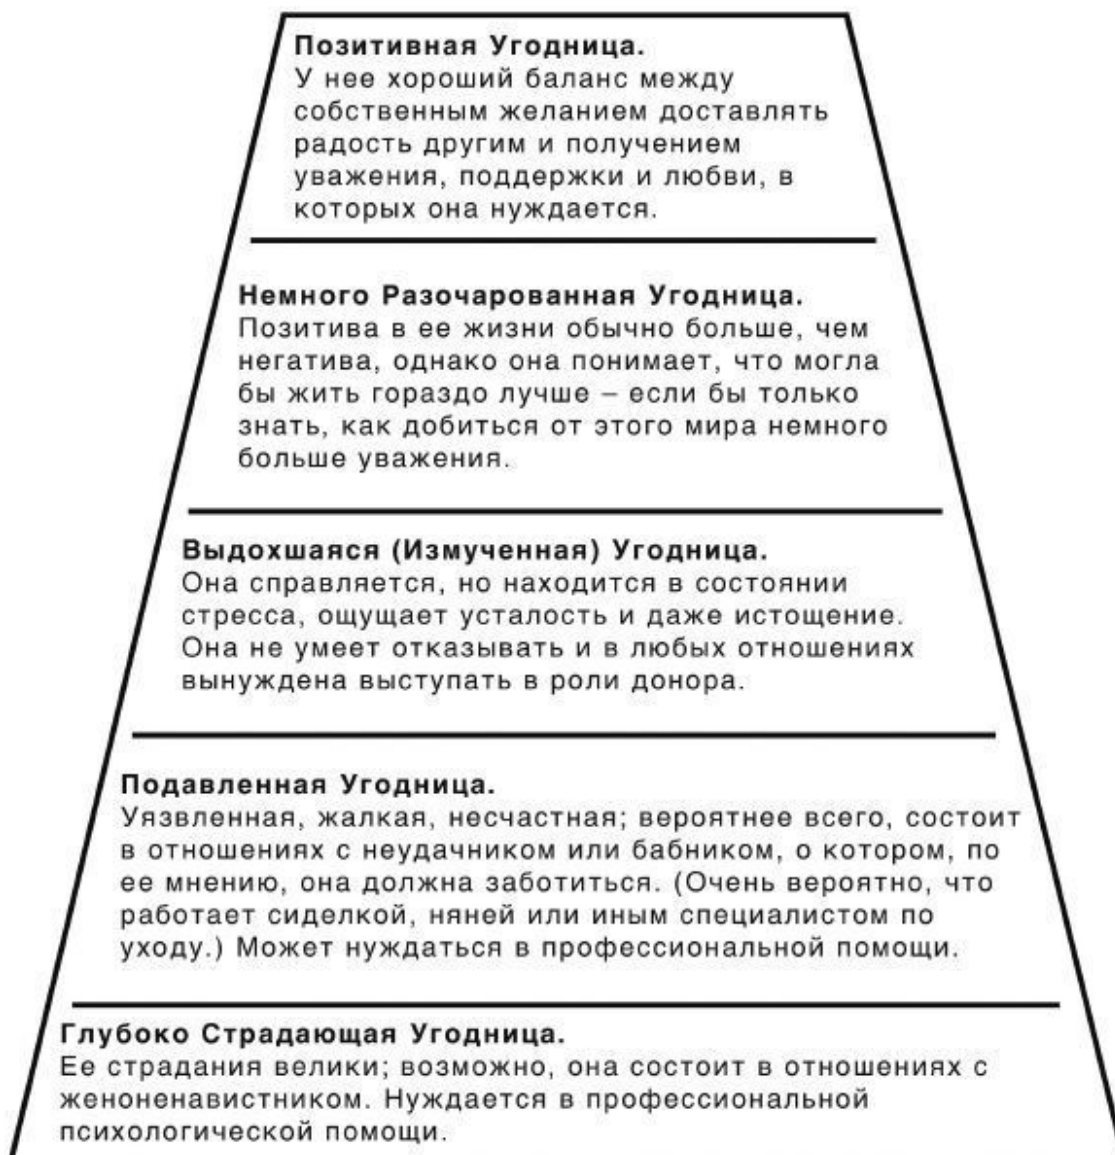 Позитивная Угодница.
У нее хороший баланс между
собственным желанием доставлять
радость другим и получением
уважения, поддержки и любви, в
которых она нуждается.
Немного Разочарованная Угодница.
Позитива в ее жизни обычно больше, чем
негатива, однако она понимает, что могла
бы жить гораздо лучше – если бы только
знать, как добиться от этого мира немного
больше уважения.
Выдохшаяся (Измученная) Угодница.
Она справляется, но находится в состоянии
стресса, ощущает усталость и даже истощение.
Она не умеет отказывать и в любых отношениях
вынуждена выступать в роли донора.
Подавленная Угодница.
Уязвленная, жалкая, несчастная; вероятнее всего, состоит
в отношениях с неудачником или бабником, о котором, по
ее мнению, она должна заботиться. (Очень вероятно, что
работает сиделкой, няней или иным специалистом по
уходу.) Может нуждаться в профессиональной помощи.
Глубоко Страдающая Угодница.
Ее страдания велики; возможно, она состоит в отношениях с
женоненавистником. Нуждается в профессиональной
психологической помощи.